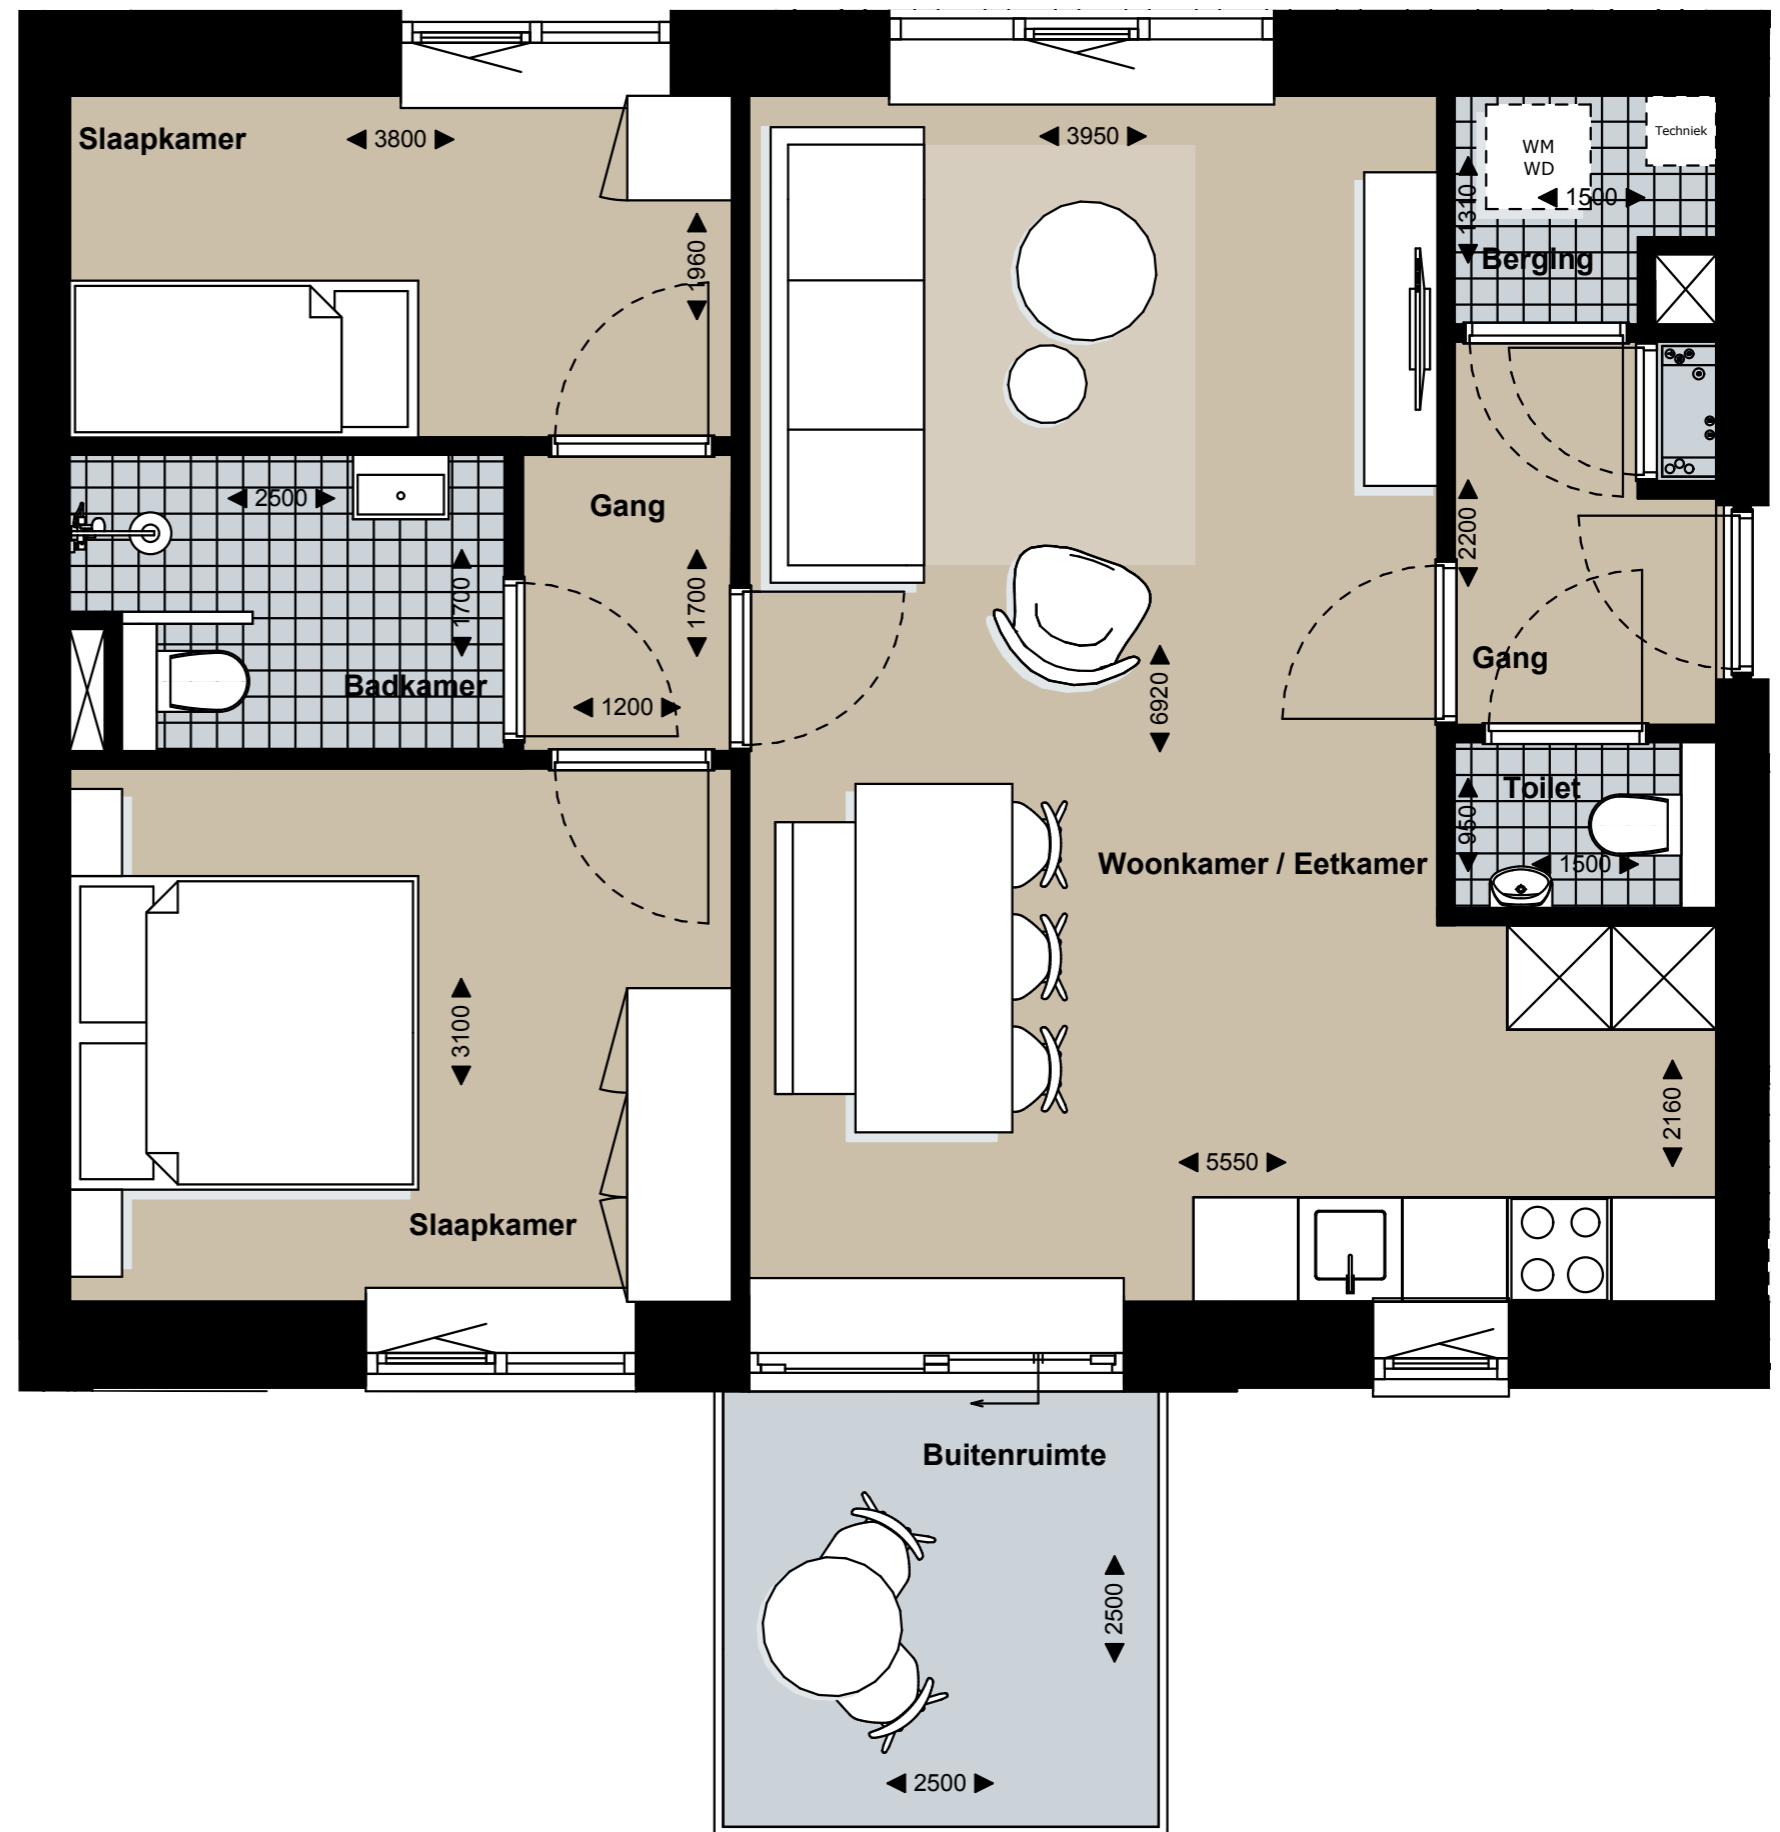 Slaapkamer
3800
3950
WM
WD
Techniek
1310
1500
Berging
1960
2500
Gang
1700
1700
2200
Badkamer
1200
6920
Gang
Toilet
950
1500
Woonkamer / Eetkamer
3100
2160
5550
Slaapkamer
Buitenruimte
2500
2500